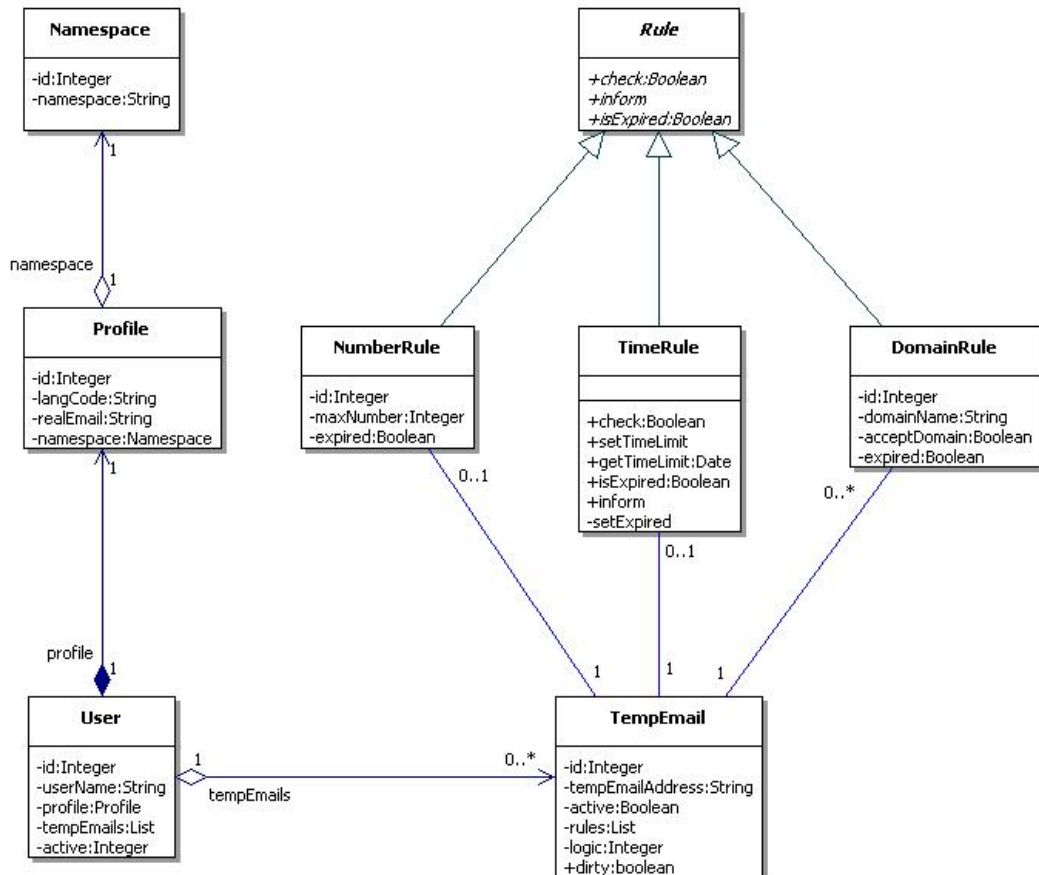 Namespace
-id:Integer
-namespace:String
Rule
+check:Boolean
+inform
+isExpired:Boolean
1
namespace
1
Profile
-id:Integer
-langCode:String
-realEmail:String
-namespace:Namespace
NumberRule
-id:Integer
-maxNumber:Integer
-expired:Boolean
TimeRule
+check:Boolean
+setTimeLimit
+getTimeLimit:Date
+isExpired:Boolean
+inform
-setExpired
DomainRule
-id:Integer
-domainName:String
-acceptDomain:Boolean
-expired:Boolean
1
0..1
0..1
0..*
profile
1
1
1
1
User
-id:Integer
-userName:String
-profile:Profile
-tempEmails:List
-active:Integer
1
tempEmails
0..*
TempEmail
-id:Integer
-tempEmailAddress:String
-active:Boolean
-rules:List
-logic:Integer
+dirty:boolean